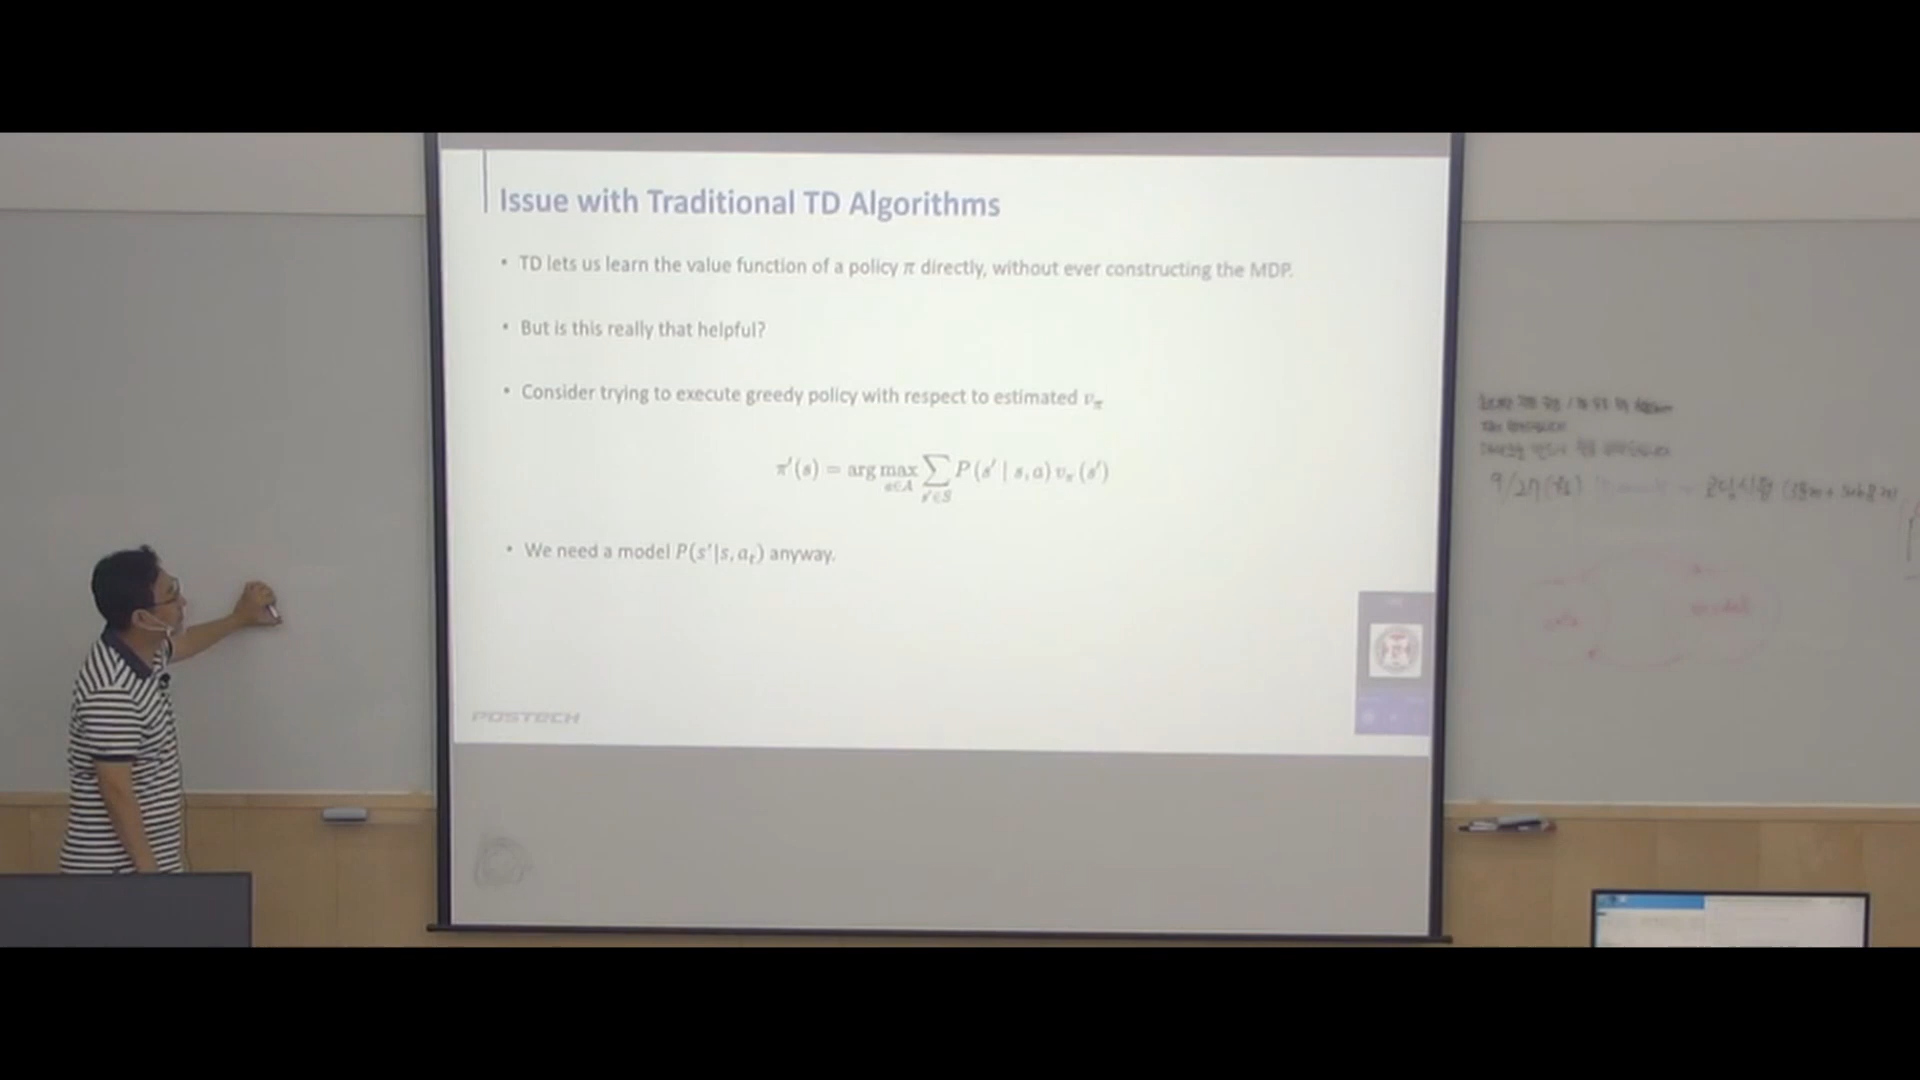 Issue with Traditional TD Algorithms
• TD lets us learn the value function of a policy π directly, without ever constructing the MDP.
• But is this really that helpful?
• Consider trying to execute greedy policy with respect to estimated v_π
π′(s) = arg max_{a∈A} ∑_{s′∈S} P(s′ | s, a) v_π(s′)
• We need a model P(s′|s, a_t) anyway.
POSTECH
9/27